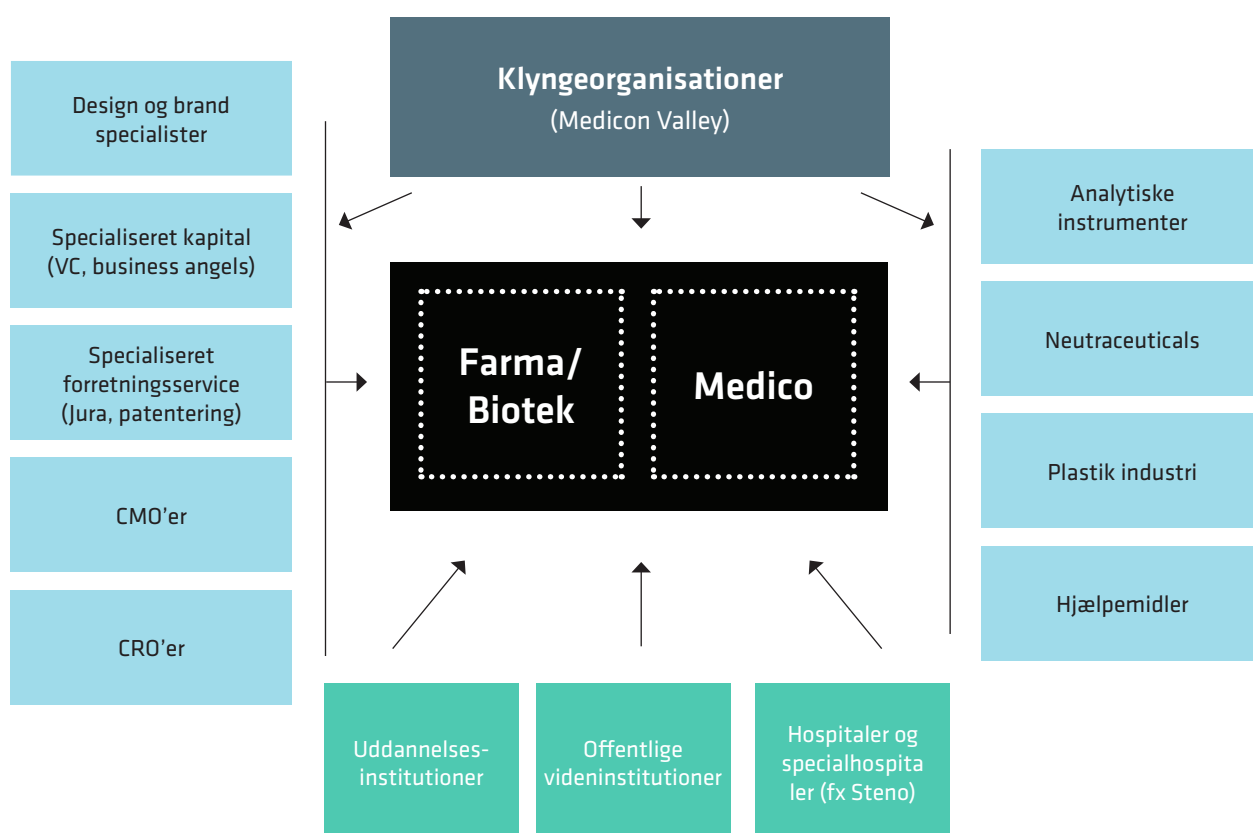 Klyngeorganisationer
(Medicon Valley)
Design og brand
specialister
Specialiseret kapital
(VC, business angels)
Specialiseret
forretningsservice
(Jura, patentering)
CMO’er
CRO’er
Farma/
Biotek
Medico
Analytiske
instrumenter
Neutraceuticals
Plastik industri
Hjælpemidler
Uddannelses-
institutioner
Offentlige
videninstitutioner
Hospitaler og
specialhospita
ler (fx Steno)